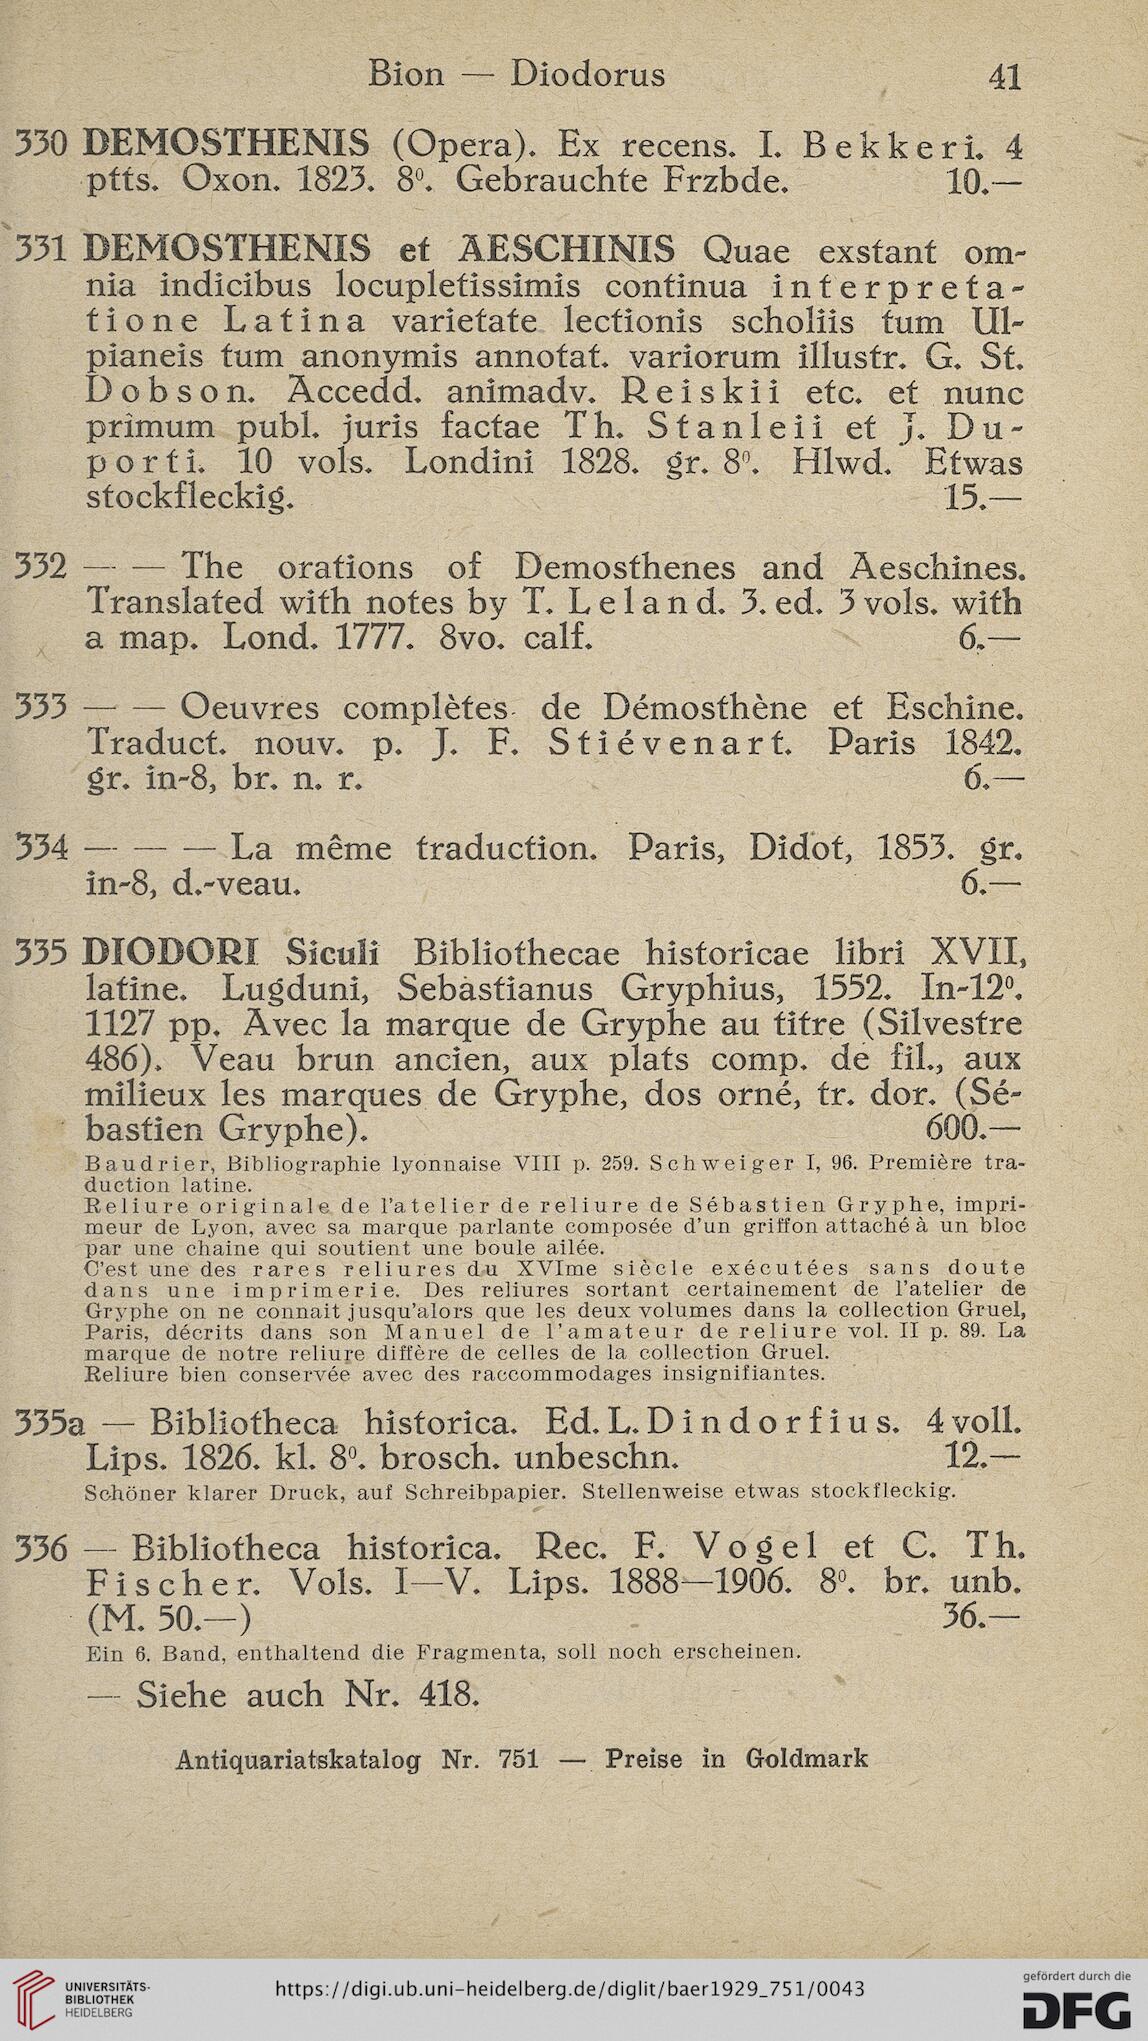 Bion — Diodorus 41
330 DEMOSTHENIS (Opera). Ex recens. I. Bekkeri. 4
ptts. Oxon. 1823. 8⁰. Gebrauchte Frzbde. 10.—
331 DEMOSTHENIS et AESCHINIS Quae exstant om-
nia indicibus locupletissimis continua interpreta-
tione Latina varietate lectionis scholiis tum Ul-
pianeis tum anonymis annotat. variorum illustr. G. St.
Dobson. Accedd. animadv. Reiskii etc. et nunc
primum publ. juris factae Th. Stanleii et J. Du-
porti. 10 vols. Londini 1828. gr. 8⁰. Hlwd. Etwas
stockfleckig. 15.—
332 — — The orations of Demosthenes and Aeschines.
Translated with notes by T. Leland. 3. ed. 3 vols. with
a map. Lond. 1777. 8vo. calf. 6.—
333 — — Oeuvres complètes de Démosthène et Eschine.
Traduct. nouv. p. J. F. Stiévenart. Paris 1842.
gr. in-8, br. n. r. 6.—
334 — — — La même traduction. Paris, Didot, 1853. gr.
in-8, d.-veau. 6.—
335 DIODORI Siculi Bibliothecae historicae libri XVII,
latine. Lugduni, Sebastianus Gryphius, 1552. In-12⁰.
1127 pp. Avec la marque de Gryphe au titre (Silvestre
486). Veau brun ancien, aux plats comp. de fil., aux
milieux les marques de Gryphe, dos orné, tr. dor. (Sé-
bastien Gryphe). 600.—
Baudrier, Bibliographie lyonnaise VIII p. 259. Schweiger I, 96. Première tra-
duction latine.
Reliure originale de l'atelier de reliure de Sébastien Gryphe, impri-
meur de Lyon, avec sa marque parlante composée d'un griffon attaché à un bloc
par une chaine qui soutient une boule ailée.
C'est une des rares reliures du XVIme siècle exécutées sans doute
dans une imprimerie. Des reliures sortant certainement de l'atelier de
Gryphe on ne connait jusqu'alors que les deux volumes dans la collection Gruel,
Paris, décrits dans son Manuel de l'amateur de reliure vol. II p. 89. La
marque de notre reliure diffère de celles de la collection Gruel.
Reliure bien conservée avec des raccommodages insignifiantes.
335a — Bibliotheca historica. Ed. L. Dindorfius. 4 voll.
Lips. 1826. kl. 8⁰. brosch. unbeschn. 12.—
Schöner klarer Druck, auf Schreibpapier. Stellenweise etwas stockfleckig.
336 — Bibliotheca historica. Rec. F. Vogel et C. Th.
Fischer. Vols. I—V. Lips. 1888—1906. 8⁰. br. unb.
(M. 50.—) 36.—
Ein 6. Band, enthaltend die Fragmenta, soll noch erscheinen.
— Siehe auch Nr. 418.
Antiquariatskatalog Nr. 751 — Preise in Goldmark
UNIVERSITÄTS-
BIBLIOTHEK
HEIDELBERG
https://digi.ub.uni-heidelberg.de/diglit/baer1929_751/0043
gefördert durch die
DFG